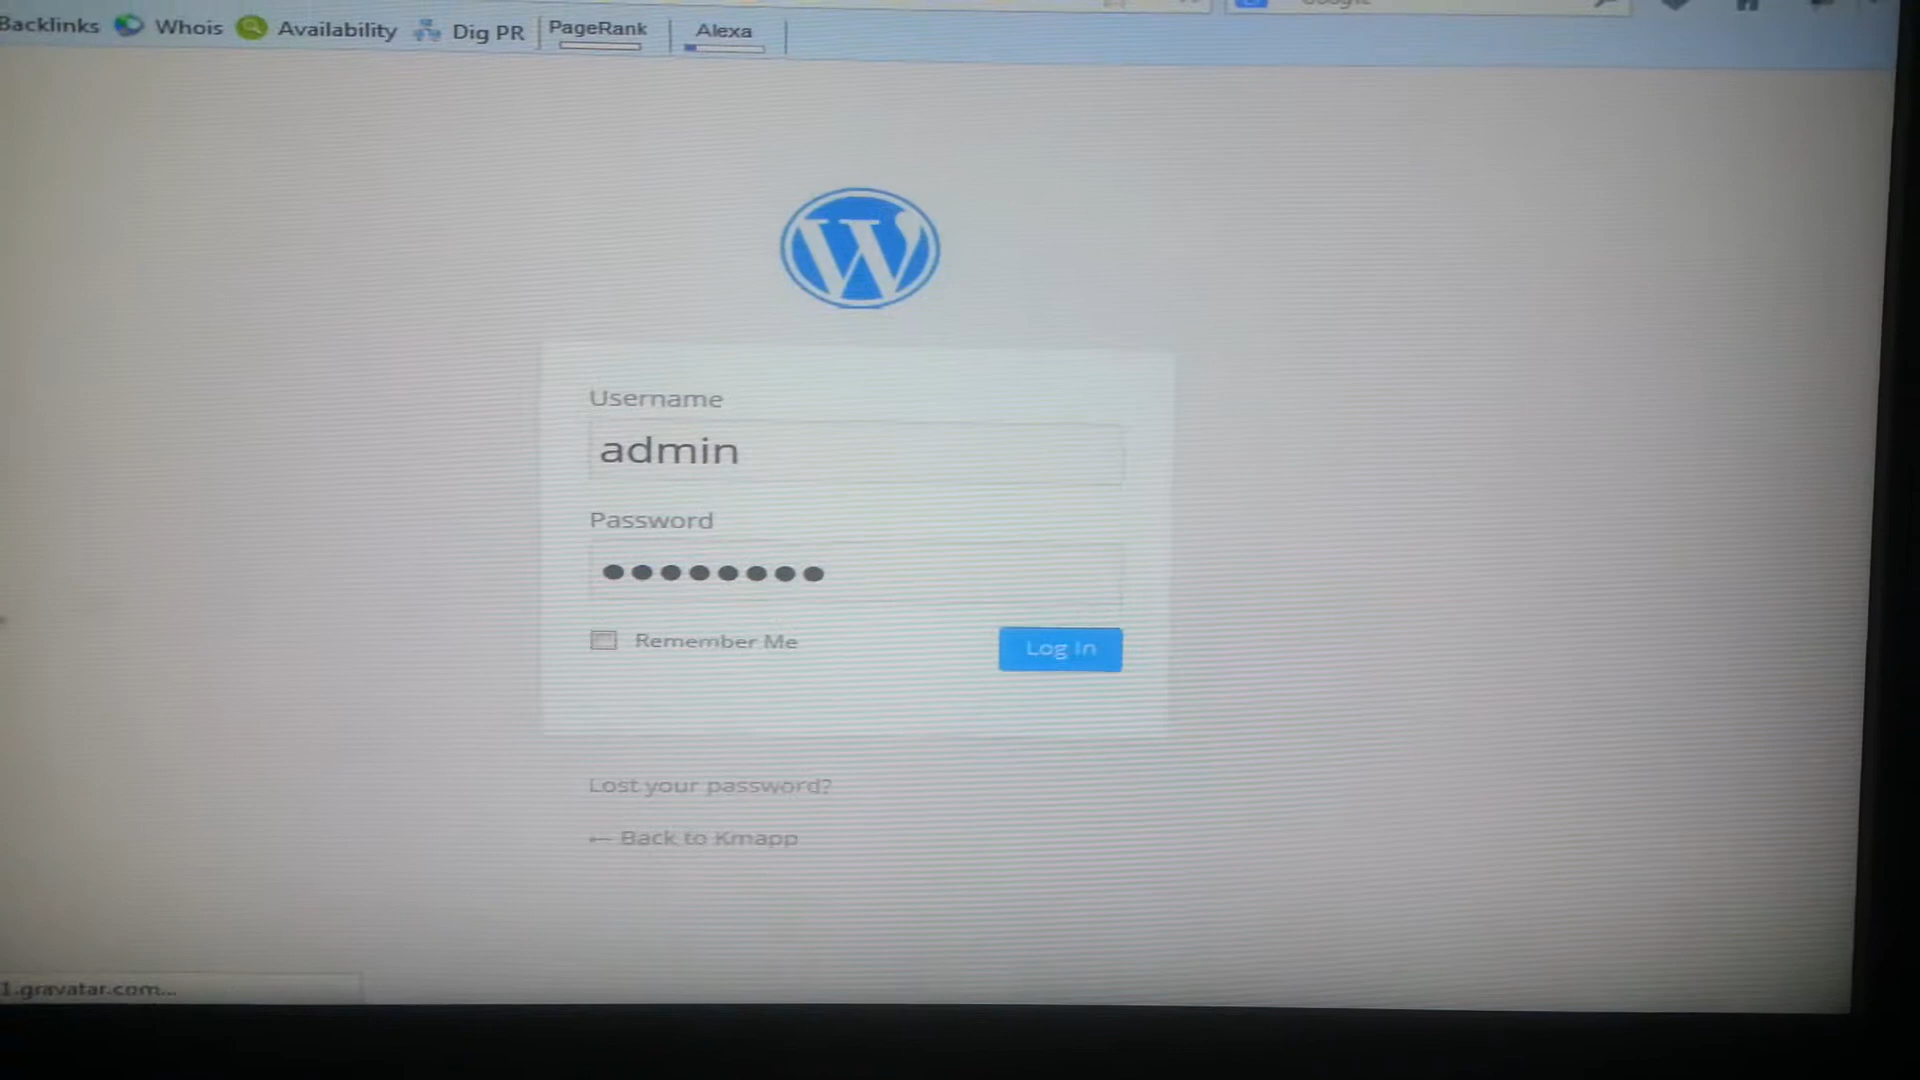 Backlinks Whois Availability Dig PR PageRank Alexa
Username
admin
Password
Remember Me
Log In
Lost your password?
← Back to Kmapp
1.gravatar.com...